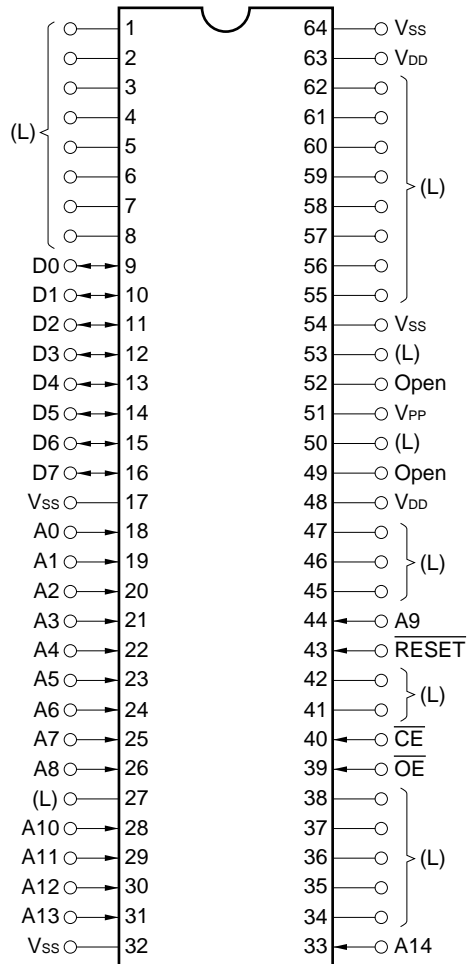 1 64 VSS
2 63 VDD
3 62
4 61
(L) 5 60
6 59 (L)
7 58
8 57
D0 9 56
D1 10 55
D2 11 54 VSS
D3 12 53 (L)
D4 13 52 Open
D5 14 51 VPP
D6 15 50 (L)
D7 16 49 Open
VSS 17 48 VDD
A0 18 47
A1 19 46 (L)
A2 20 45
A3 21 44 A9
A4 22 43 RESET
A5 23 42 (L)
A6 24 41
A7 25 40 CE
A8 26 39 OE
(L) 27 38
A10 28 37
A11 29 36 (L)
A12 30 35
A13 31 34
VSS 32 33 A14